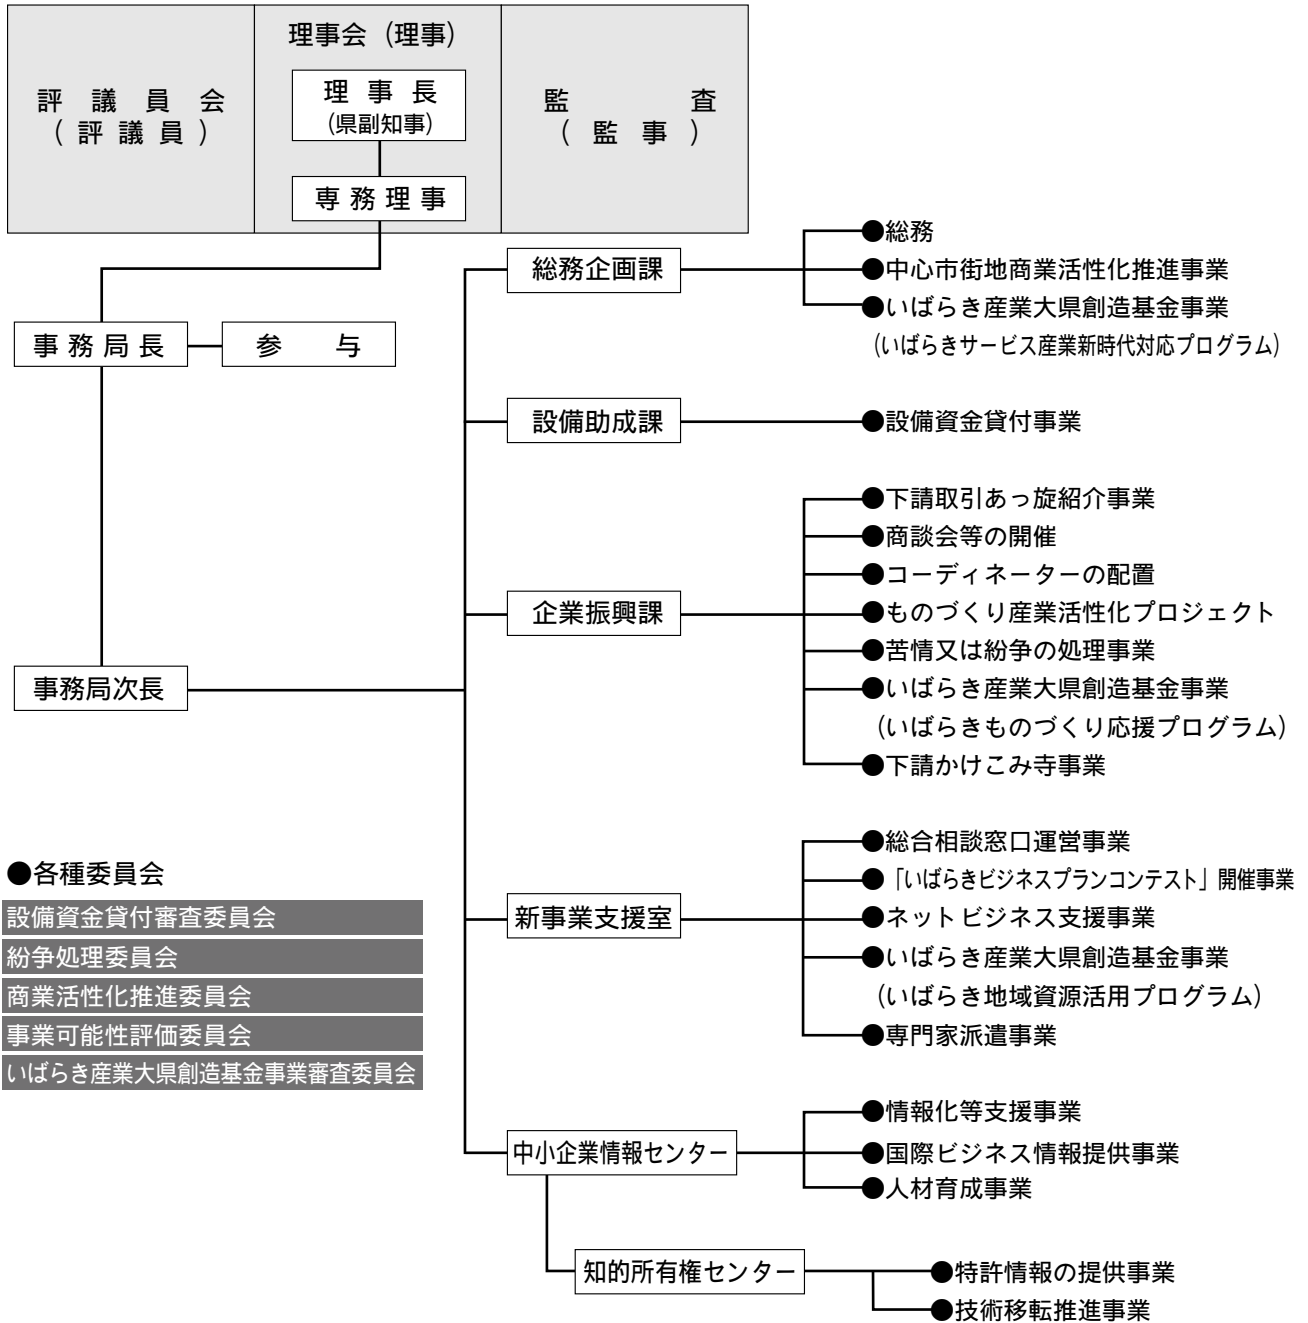 評議員会
(評議員)
理事会 (理事)
理事長
(県副知事)
専務理事
監査
(監事)
事務局長
参与
事務局次長
総務企画課
●総務
●中心市街地商業活性化推進事業
●いばらき産業大県創造基金事業
(いばらきサービス産業新時代対応プログラム)
設備助成課
●設備資金貸付事業
企業振興課
●下請取引あっ旋紹介事業
●商談会等の開催
●コーディネーターの配置
●ものづくり産業活性化プロジェクト
●苦情又は紛争の処理事業
●いばらき産業大県創造基金事業
(いばらきものづくり応援プログラム)
●下請かけこみ寺事業
新事業支援室
●総合相談窓口運営事業
●「いばらきビジネスプランコンテスト」開催事業
●ネットビジネス支援事業
●いばらき産業大県創造基金事業
(いばらき地域資源活用プログラム)
●専門家派遣事業
中小企業情報センター
●情報化等支援事業
●国際ビジネス情報提供事業
●人材育成事業
知的所有権センター
●特許情報の提供事業
●技術移転推進事業
●各種委員会
設備資金貸付審査委員会
紛争処理委員会
商業活性化推進委員会
事業可能性評価委員会
いばらき産業大県創造基金事業審査委員会